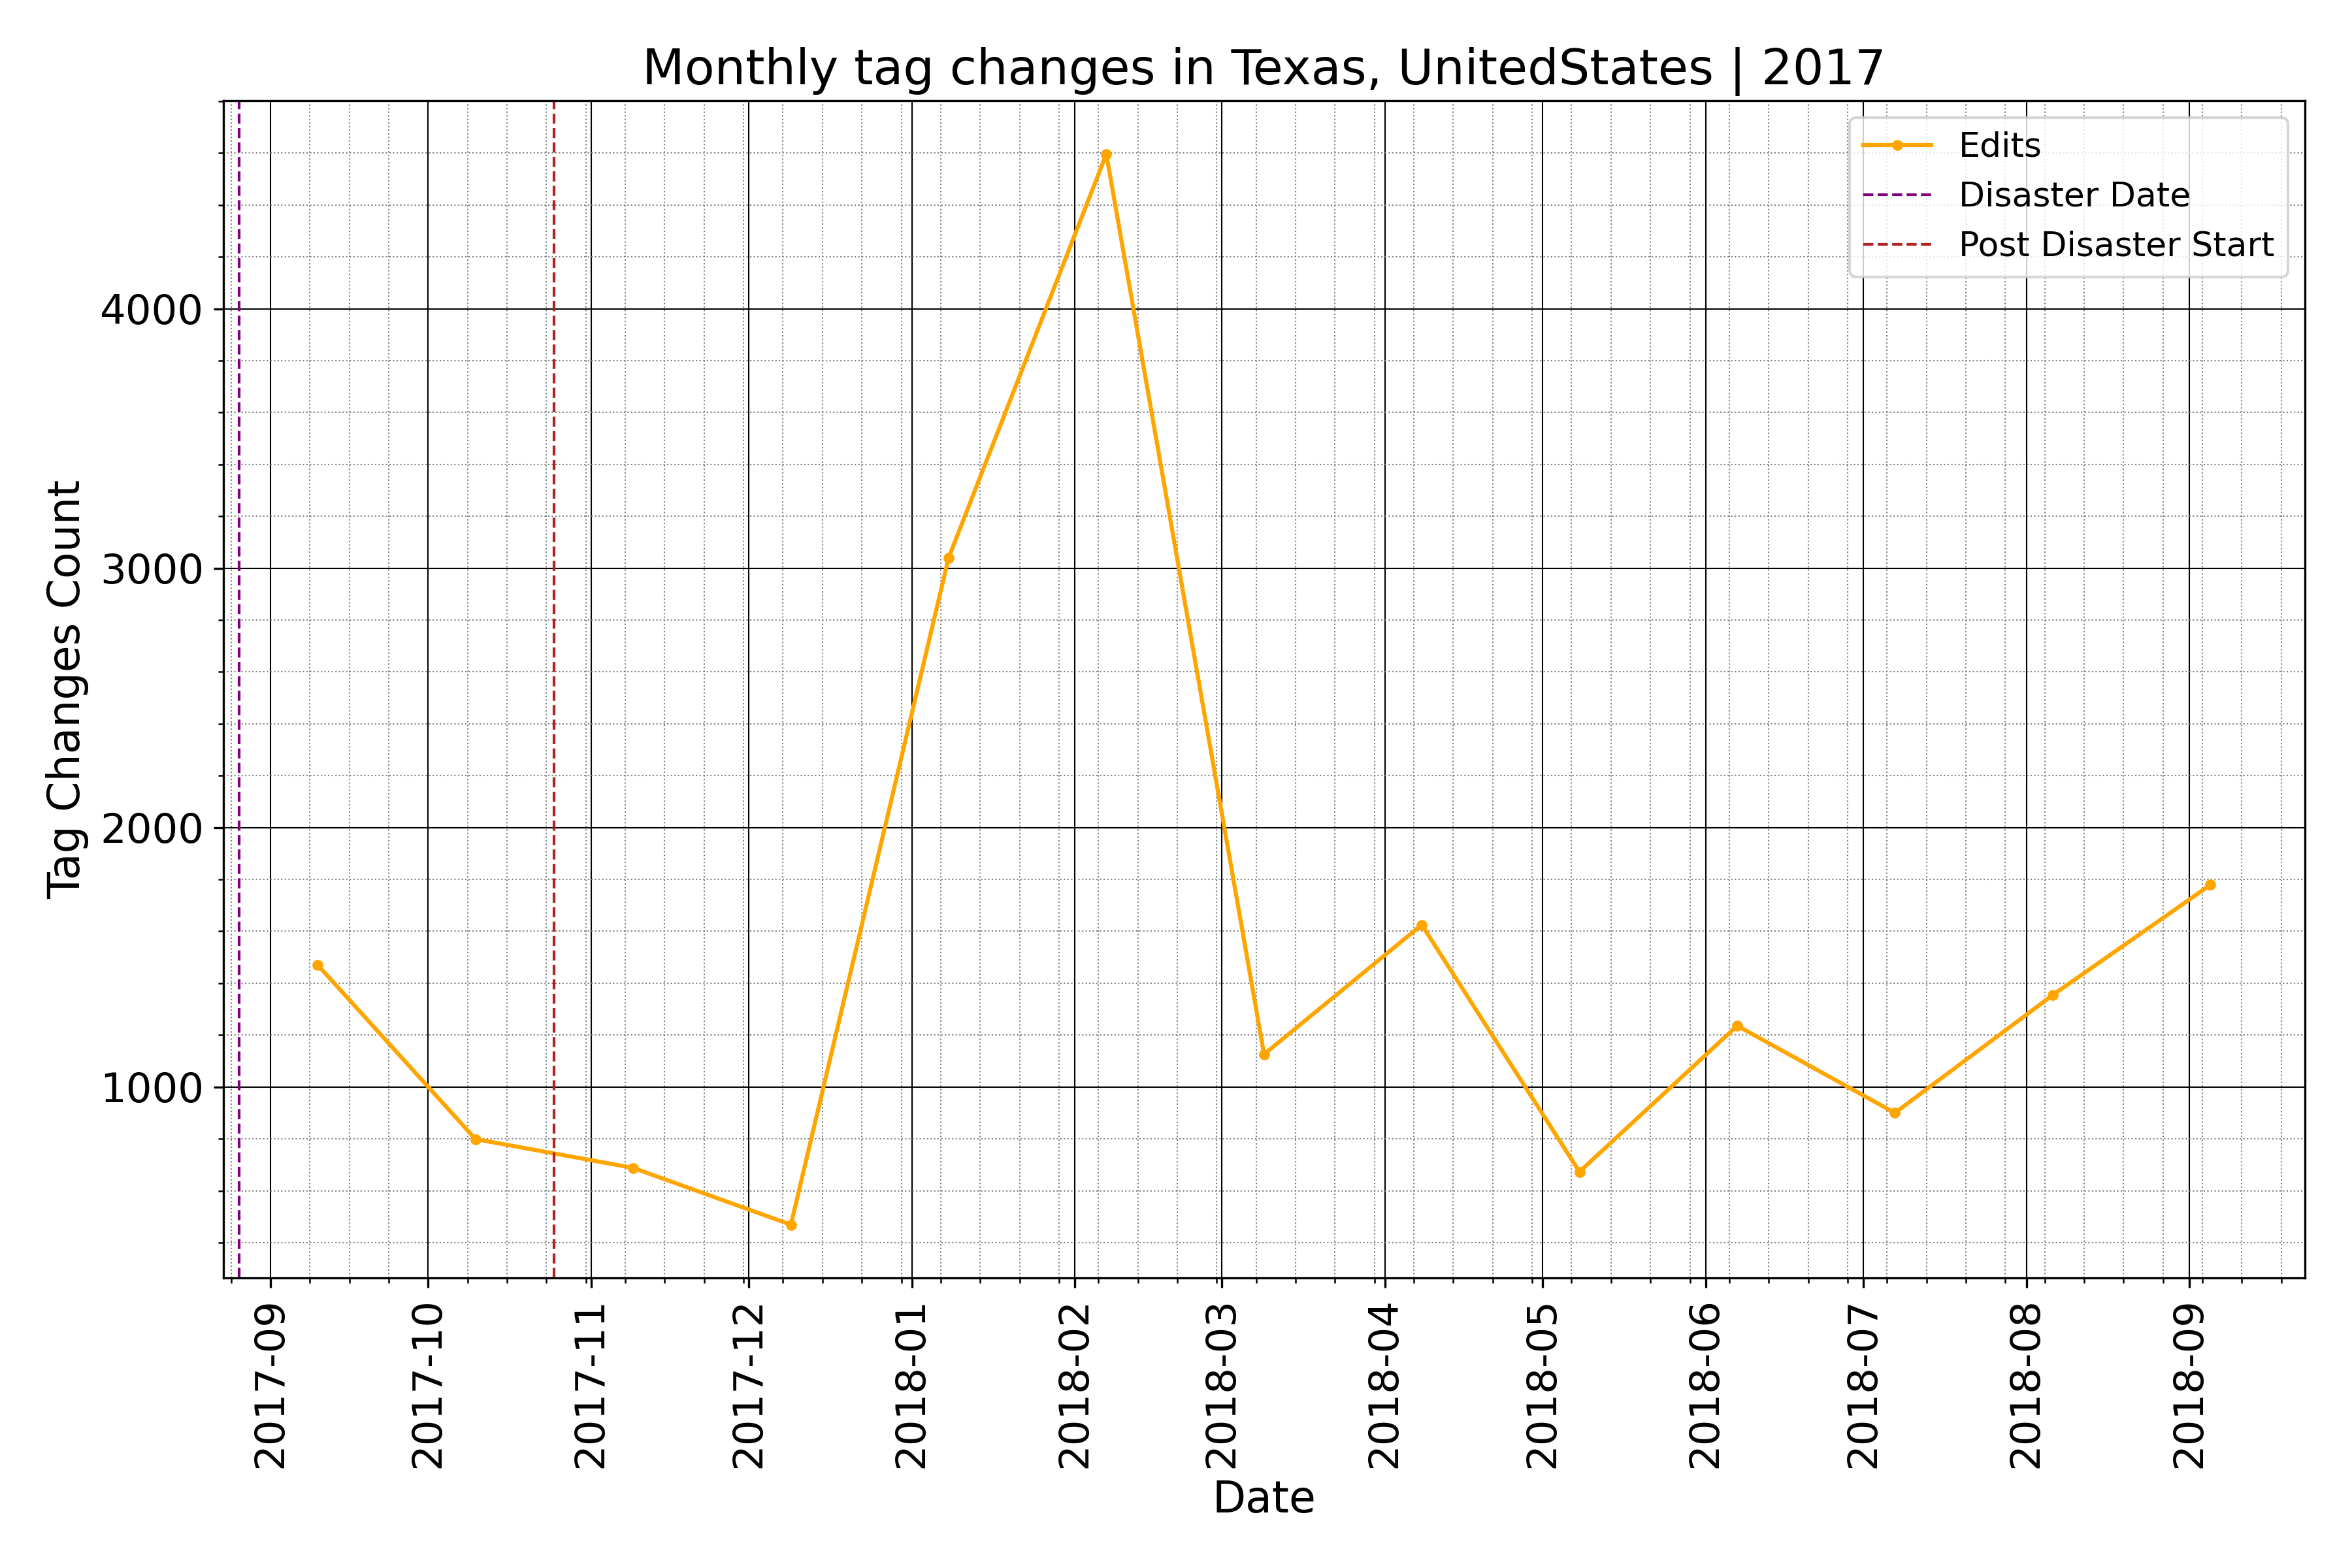 Monthly tag changes in Texas, UnitedStates | 2017
Edits
Disaster Date
Post Disaster Start
Tag Changes Count
4000
3000
2000
1000
2017-09
2017-10
2017-11
2017-12
2018-01
2018-02
2018-03
2018-04
2018-05
2018-06
2018-07
2018-08
2018-09
Date